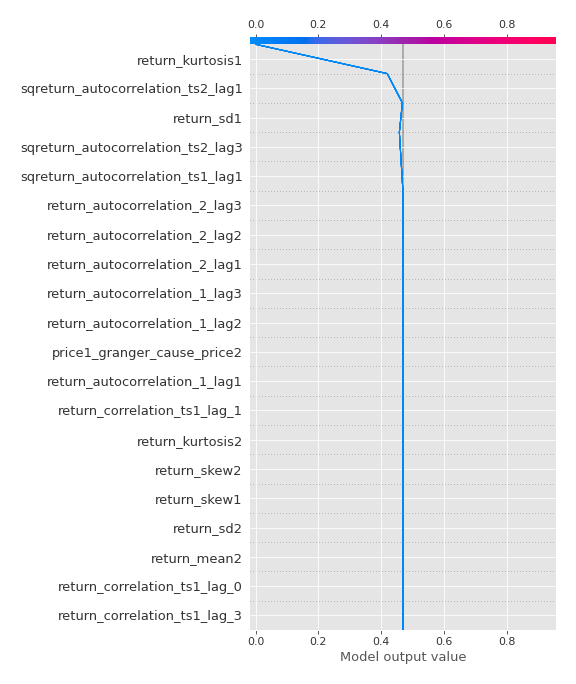 0.0 0.2 0.4 0.6 0.8
return_kurtosis1
sqreturn_autocorrelation_ts2_lag1
return_sd1
sqreturn_autocorrelation_ts2_lag3
sqreturn_autocorrelation_ts1_lag1
return_autocorrelation_2_lag3
return_autocorrelation_2_lag2
return_autocorrelation_2_lag1
return_autocorrelation_1_lag3
return_autocorrelation_1_lag2
price1_granger_cause_price2
return_autocorrelation_1_lag1
return_correlation_ts1_lag_1
return_kurtosis2
return_skew2
return_skew1
return_sd2
return_mean2
return_correlation_ts1_lag_0
return_correlation_ts1_lag_3
0.0 0.2 0.4 0.6 0.8
Model output value